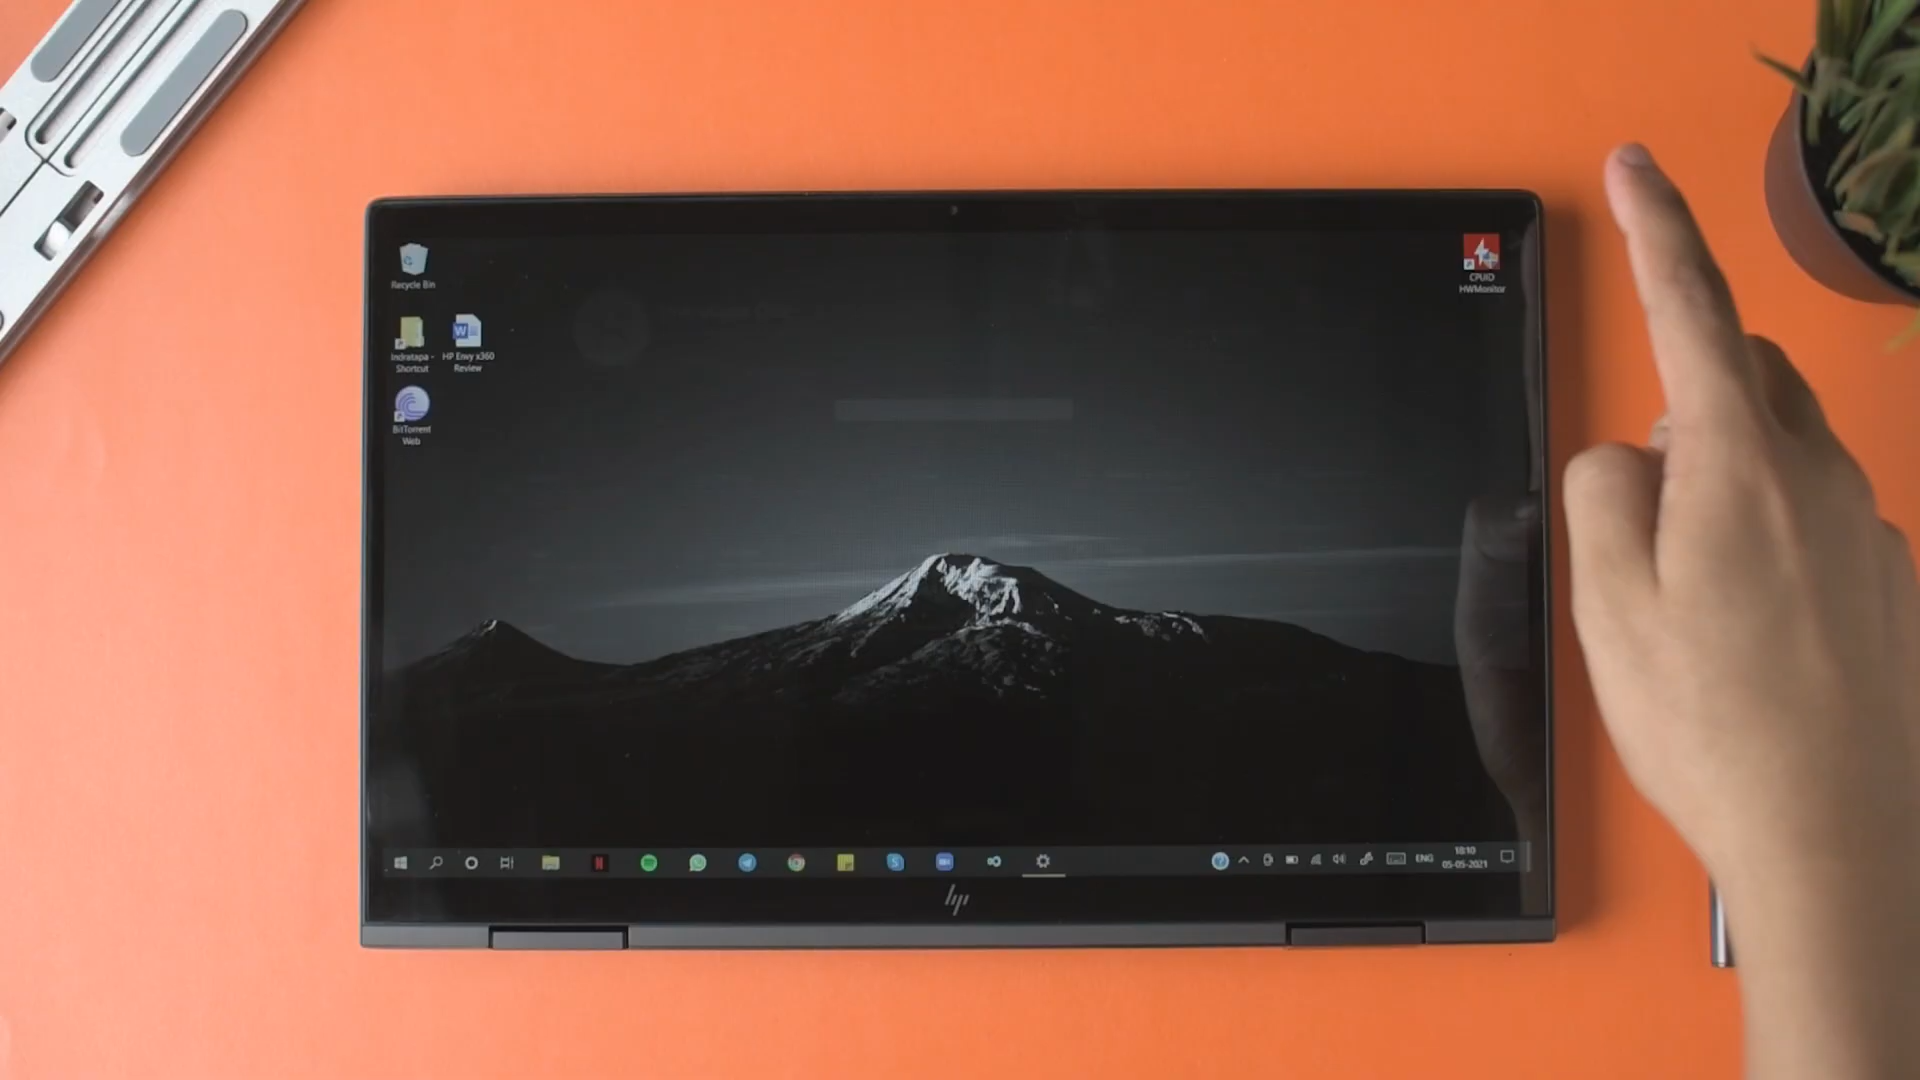 Recycle Bin
CPUID
HWMonitor
Indratapa -
Shortcut
HP Envy x360
Review
BitTorrent
Web
18:10
ENG
05-05-2021
hp